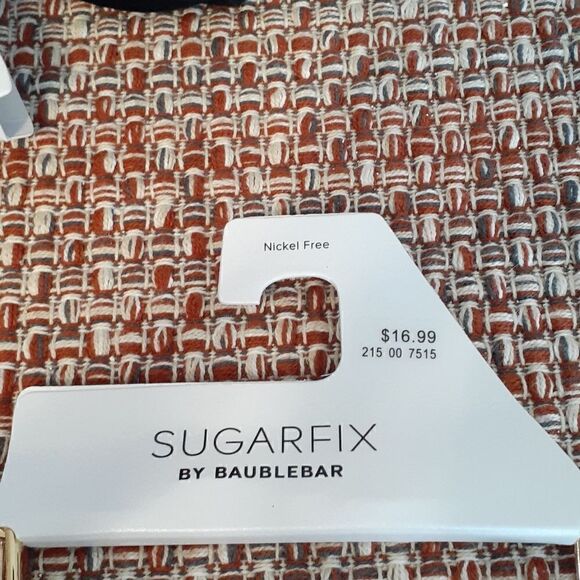 Nickel Free
$16.99
215 00 7515
SUGARFIX
BY BAUBLEBAR